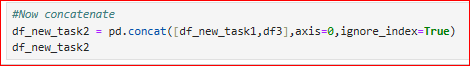 #Now concatenate
df_new_task2 = pd.concat([df_new_task1,df3],axis=0,ignore_index=True)
df_new_task2